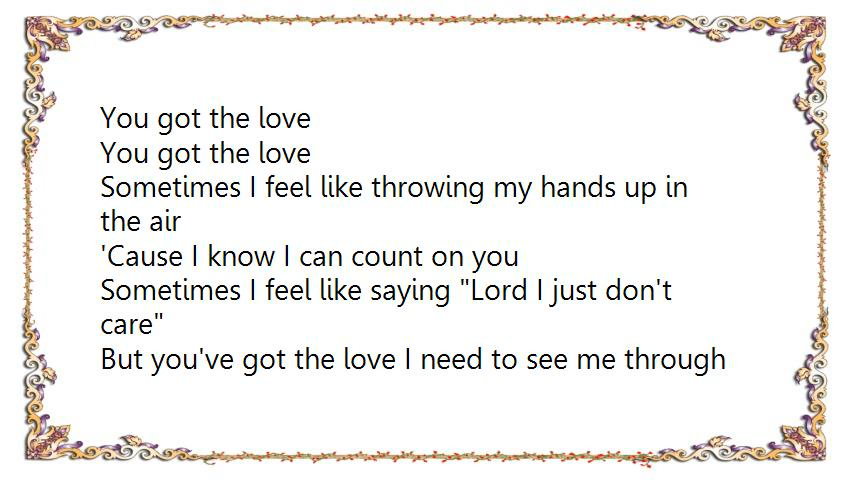 You got the love
You got the love
Sometimes I feel like throwing my hands up in
the air
'Cause I know I can count on you
Sometimes I feel like saying "Lord I just don't
care"
But you've got the love I need to see me through